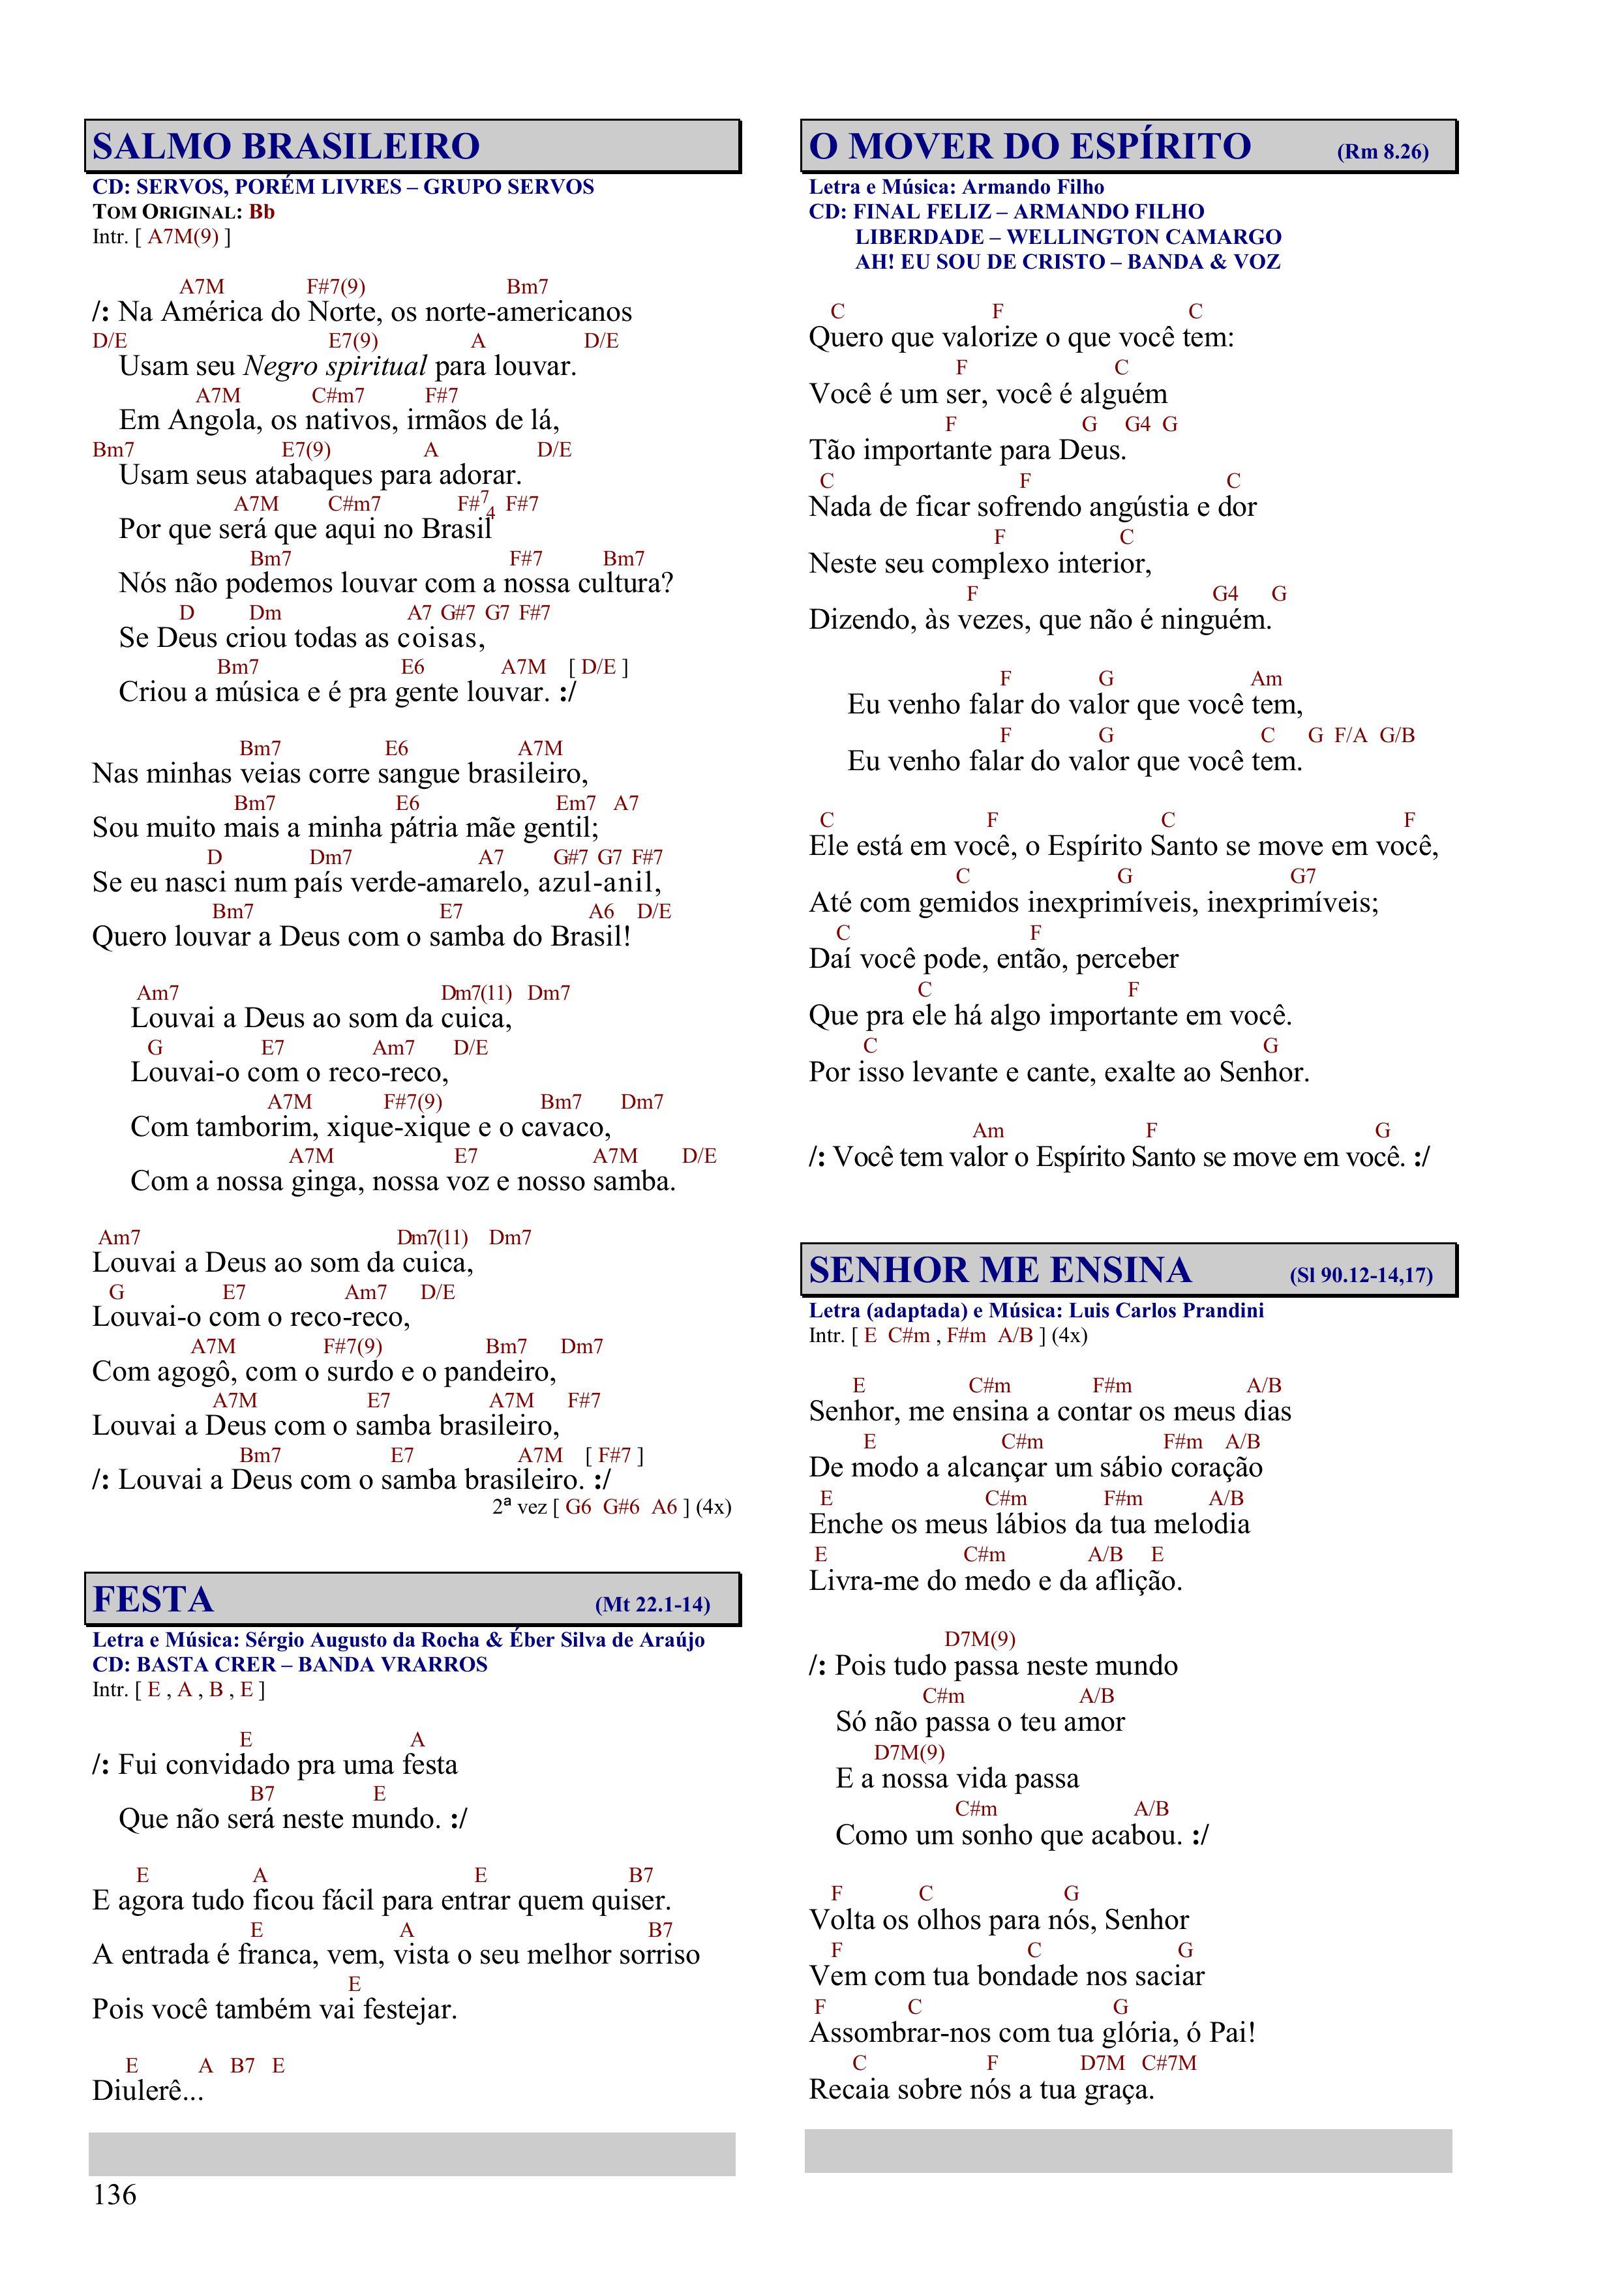 SALMO BRASILEIRO
CD: SERVOS, PORÉM LIVRES – GRUPO SERVOS
TOM ORIGINAL: Bb
Intr. [ A7M(9) ]
A7M F#7(9) Bm7
/: Na América do Norte, os norte-americanos
D/E E7(9) A D/E
Usam seu Negro spiritual para louvar.
A7M C#m7 F#7
Em Angola, os nativos, irmãos de lá,
Bm7 E7(9) A D/E
Usam seus atabaques para adorar.
A7M C#m7 F#7 4 F#7
Por que será que aqui no Brasil
Bm7 F#7 Bm7
Nós não podemos louvar com a nossa cultura?
D Dm A7 G#7 G7 F#7
Se Deus criou todas as coisas,
Bm7 E6 A7M [ D/E ]
Criou a música e é pra gente louvar. :/
Bm7 E6 A7M
Nas minhas veias corre sangue brasileiro,
Bm7 E6 Em7 A7
Sou muito mais a minha pátria mãe gentil;
D Dm7 A7 G#7 G7 F#7
Se eu nasci num país verde-amarelo, azul-anil,
Bm7 E7 A6 D/E
Quero louvar a Deus com o samba do Brasil!
Am7 Dm7(11) Dm7
Louvai a Deus ao som da cuica,
G E7 Am7 D/E
Louvai-o com o reco-reco,
A7M F#7(9) Bm7 Dm7
Com tamborim, xique-xique e o cavaco,
A7M E7 A7M D/E
Com a nossa ginga, nossa voz e nosso samba.
Am7 Dm7(11) Dm7
Louvai a Deus ao som da cuica,
G E7 Am7 D/E
Louvai-o com o reco-reco,
A7M F#7(9) Bm7 Dm7
Com agogô, com o surdo e o pandeiro,
A7M E7 A7M F#7
Louvai a Deus com o samba brasileiro,
Bm7 E7 A7M [ F#7 ]
/: Louvai a Deus com o samba brasileiro. :/
2ª vez [ G6 G#6 A6 ] (4x)
FESTA (Mt 22.1-14)
Letra e Música: Sérgio Augusto da Rocha & Éber Silva de Araújo
CD: BASTA CRER – BANDA VRARROS
Intr. [ E , A , B , E ]
E A
/: Fui convidado pra uma festa
B7 E
Que não será neste mundo. :/
E A E B7
E agora tudo ficou fácil para entrar quem quiser.
E A B7
A entrada é franca, vem, vista o seu melhor sorriso
E
Pois você também vai festejar.
E A B7 E
Diulerê...
136
O MOVER DO ESPÍRITO (Rm 8.26)
Letra e Música: Armando Filho
CD: FINAL FELIZ – ARMANDO FILHO
LIBERDADE – WELLINGTON CAMARGO
AH! EU SOU DE CRISTO – BANDA & VOZ
C F C
Quero que valorize o que você tem:
F C
Você é um ser, você é alguém
F G G4 G
Tão importante para Deus.
C F C
Nada de ficar sofrendo angústia e dor
F C
Neste seu complexo interior,
F G4 G
Dizendo, às vezes, que não é ninguém.
F G Am
Eu venho falar do valor que você tem,
F G C G F/A G/B
Eu venho falar do valor que você tem.
C F C F
Ele está em você, o Espírito Santo se move em você,
C G G7
Até com gemidos inexprimíveis, inexprimíveis;
C F
Daí você pode, então, perceber
C F
Que pra ele há algo importante em você.
C G
Por isso levante e cante, exalte ao Senhor.
Am F G
/: Você tem valor o Espírito Santo se move em você. :/
SENHOR ME ENSINA (Sl 90.12-14,17)
Letra (adaptada) e Música: Luis Carlos Prandini
Intr. [ E C#m , F#m A/B ] (4x)
E C#m F#m A/B
Senhor, me ensina a contar os meus dias
E C#m F#m A/B
De modo a alcançar um sábio coração
E C#m F#m A/B
Enche os meus lábios da tua melodia
E C#m A/B E
Livra-me do medo e da aflição.
D7M(9)
/: Pois tudo passa neste mundo
C#m A/B
Só não passa o teu amor
D7M(9)
E a nossa vida passa
C#m A/B
Como um sonho que acabou. :/
F C G
Volta os olhos para nós, Senhor
F C G
Vem com tua bondade nos saciar
F C G
Assombrar-nos com tua glória, ó Pai!
C F D7M C#7M
Recaia sobre nós a tua graça.